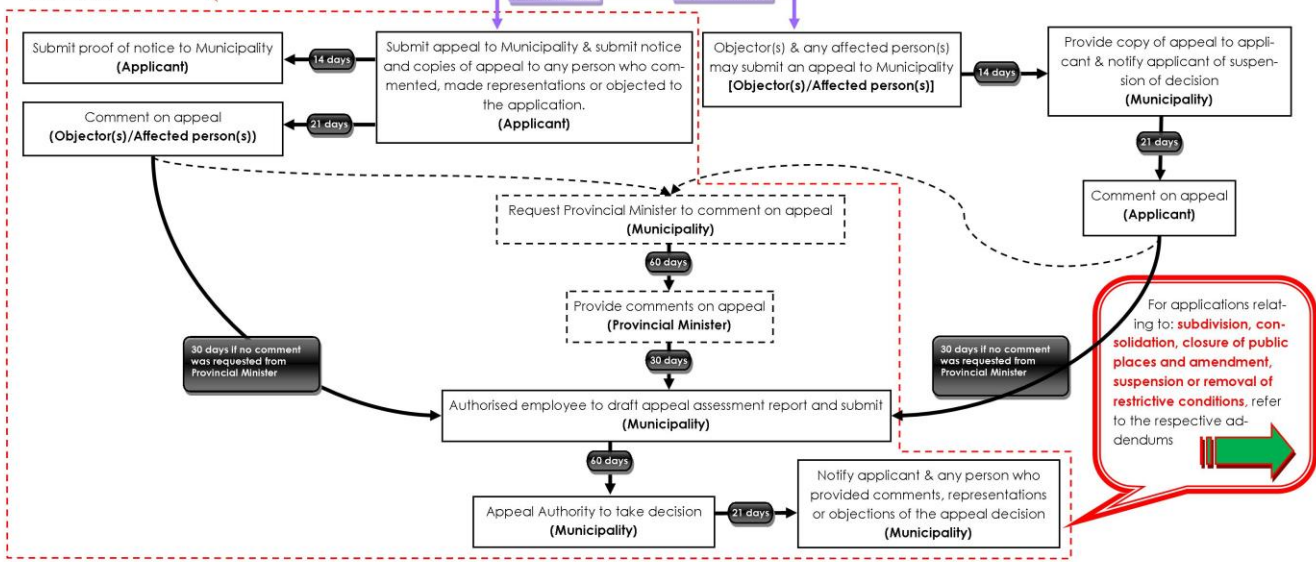 Submit proof of notice to Municipality
(Applicant)
14 days
Submit appeal to Municipality & submit notice
and copies of appeal to any person who com-
mented, made representations or objected to
the application.
(Applicant)
Objector(s) & any affected person(s)
may submit an appeal to Municipality
[Objector(s)/Affected person(s)]
14 days
Provide copy of appeal to appli-
cant & notify applicant of suspen-
sion of decision
(Municipality)
Comment on appeal
(Objector(s)/Affected person(s))
21 days
21 days
Comment on appeal
(Applicant)
Request Provincial Minister to comment on appeal
(Municipality)
60 days
Provide comments on appeal
(Provincial Minister)
30 days
30 days if no comment
was requested from
Provincial Minister
30 days if no comment
was requested from
Provincial Minister
For applications relat-
ing to: subdivision, con-
solidation, closure of public
places and amendment,
suspension or removal of
restrictive conditions, refer
to the respective ad-
dendums
Authorised employee to draft appeal assessment report and submit
(Municipality)
60 days
Appeal Authority to take decision
(Municipality)
21 days
Notify applicant & any person who
provided comments, representations
or objections of the appeal decision
(Municipality)